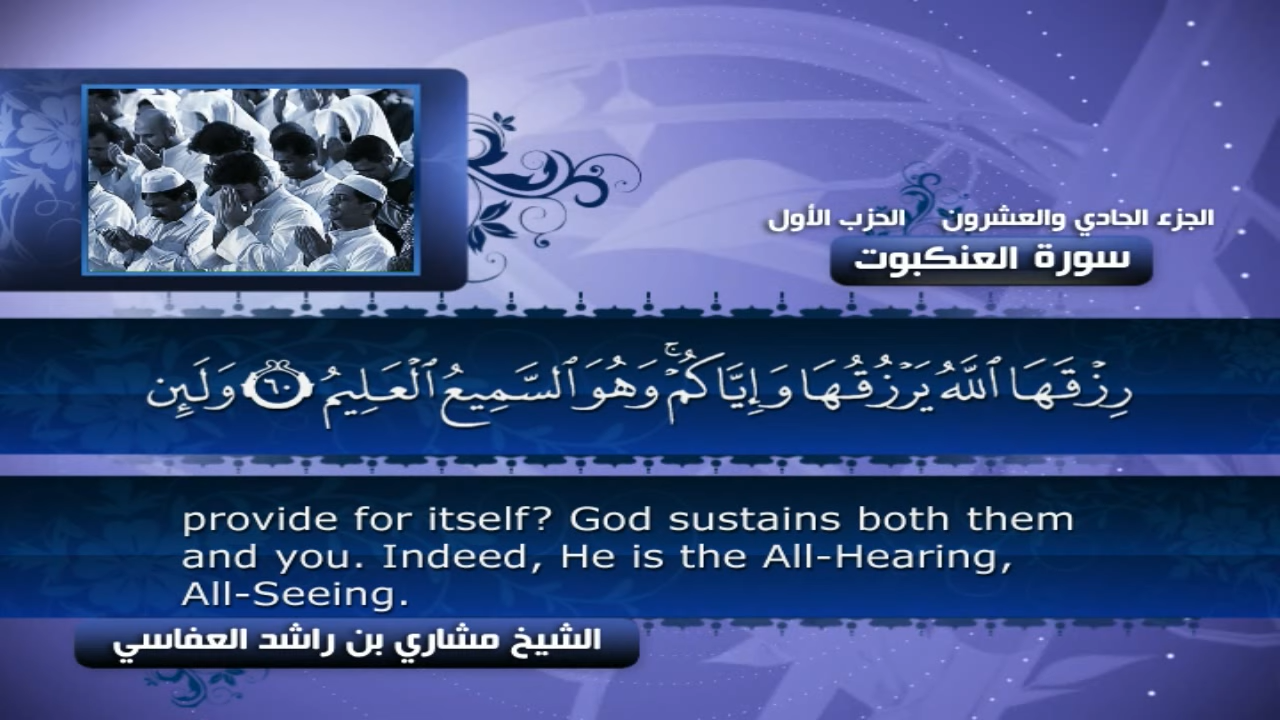 الجزء الحادي والعشرون الحزب الأول
سورة العنكبوت
رِزْقَهَا ٱللَّهُ يَرْزُقُهَا وَإِيَّاكُمْ ۚ وَهُوَ ٱلسَّمِيعُ ٱلْعَلِيمُ ٦٠ وَلَئِن
provide for itself? God sustains both them
and you. Indeed, He is the All-Hearing,
All-Seeing.
الشيخ مشاري بن راشد العفاسي